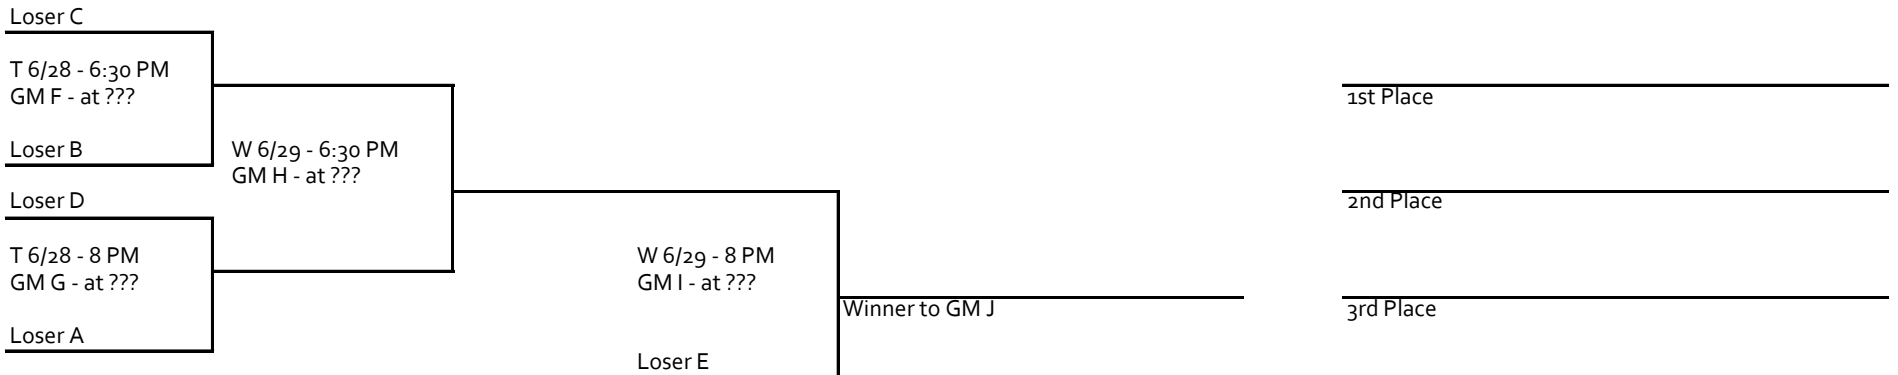 Loser C
T 6/28 - 6:30 PM
GM F - at ???
Loser B
W 6/29 - 6:30 PM
GM H - at ???
Loser D
T 6/28 - 8 PM
GM G - at ???
Loser A
W 6/29 - 8 PM
GM I - at ???
Loser E
Winner to GM J
1st Place
2nd Place
3rd Place